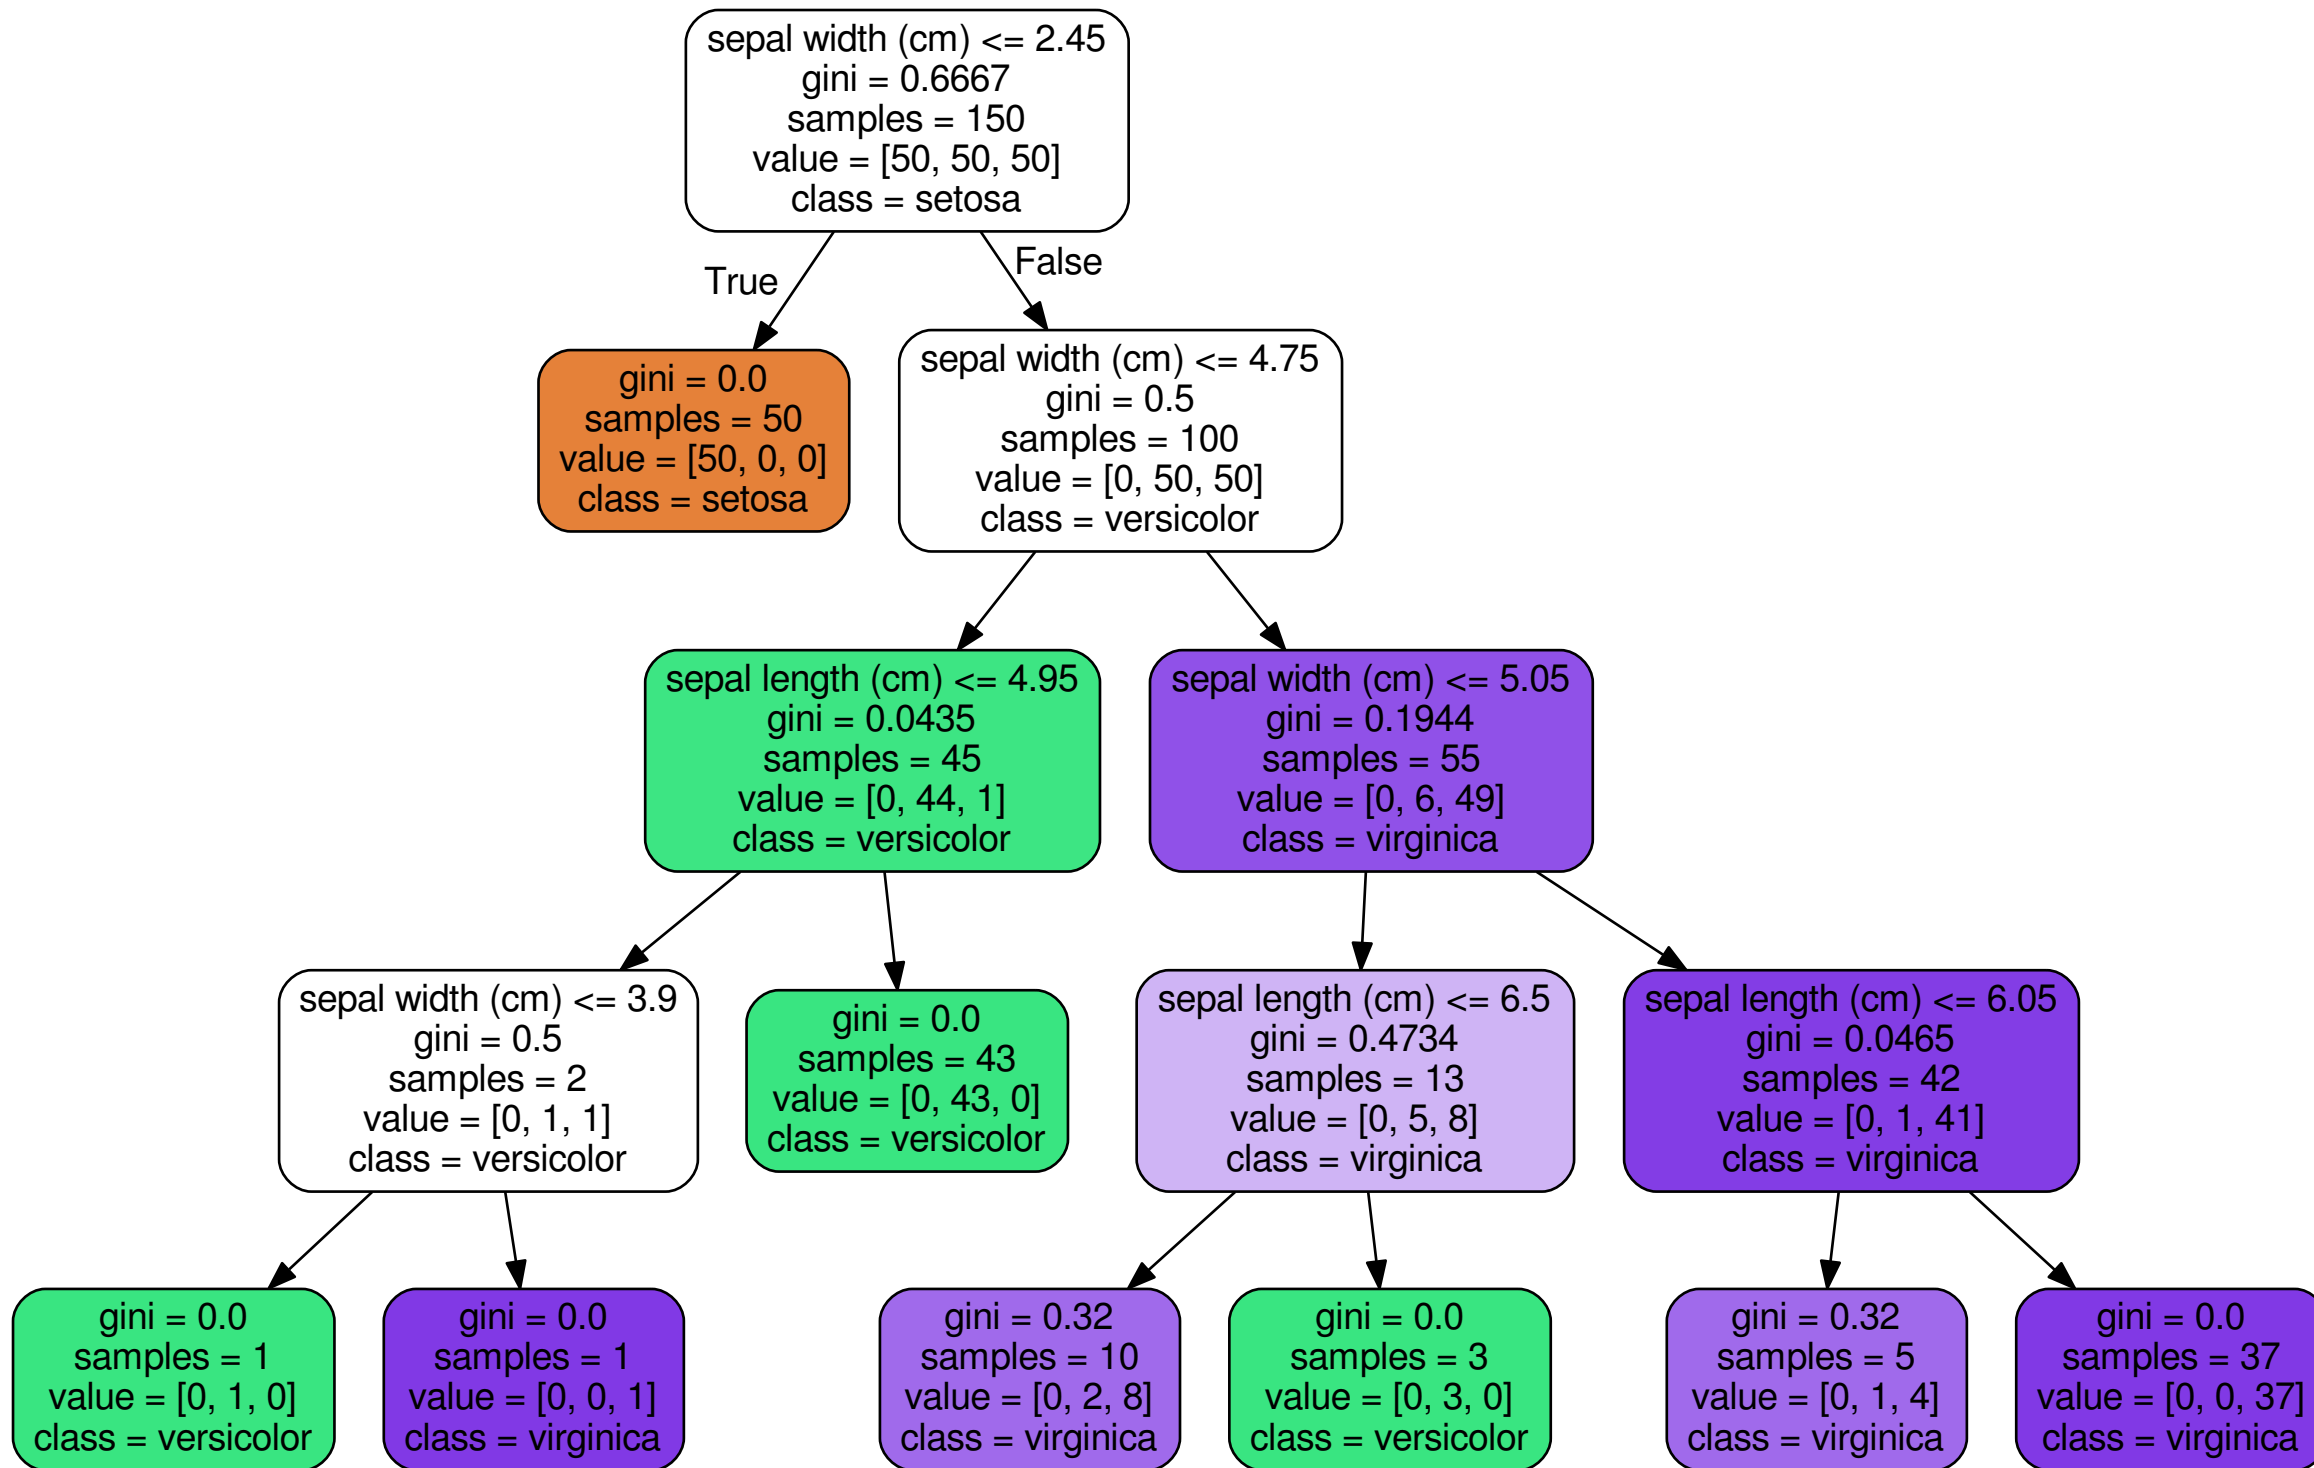 sepal width (cm) <= 2.45
gini = 0.6667
samples = 150
value = [50, 50, 50]
class = setosa
True
False
gini = 0.0
samples = 50
value = [50, 0, 0]
class = setosa
sepal width (cm) <= 4.75
gini = 0.5
samples = 100
value = [0, 50, 50]
class = versicolor
sepal length (cm) <= 4.95
gini = 0.0435
samples = 45
value = [0, 44, 1]
class = versicolor
sepal width (cm) <= 5.05
gini = 0.1944
samples = 55
value = [0, 6, 49]
class = virginica
sepal width (cm) <= 3.9
gini = 0.5
samples = 2
value = [0, 1, 1]
class = versicolor
gini = 0.0
samples = 43
value = [0, 43, 0]
class = versicolor
sepal length (cm) <= 6.5
gini = 0.4734
samples = 13
value = [0, 5, 8]
class = virginica
sepal length (cm) <= 6.05
gini = 0.0465
samples = 42
value = [0, 1, 41]
class = virginica
gini = 0.0
samples = 1
value = [0, 1, 0]
class = versicolor
gini = 0.0
samples = 1
value = [0, 0, 1]
class = virginica
gini = 0.32
samples = 10
value = [0, 2, 8]
class = virginica
gini = 0.0
samples = 3
value = [0, 3, 0]
class = versicolor
gini = 0.32
samples = 5
value = [0, 1, 4]
class = virginica
gini = 0.0
samples = 37
value = [0, 0, 37]
class = virginica